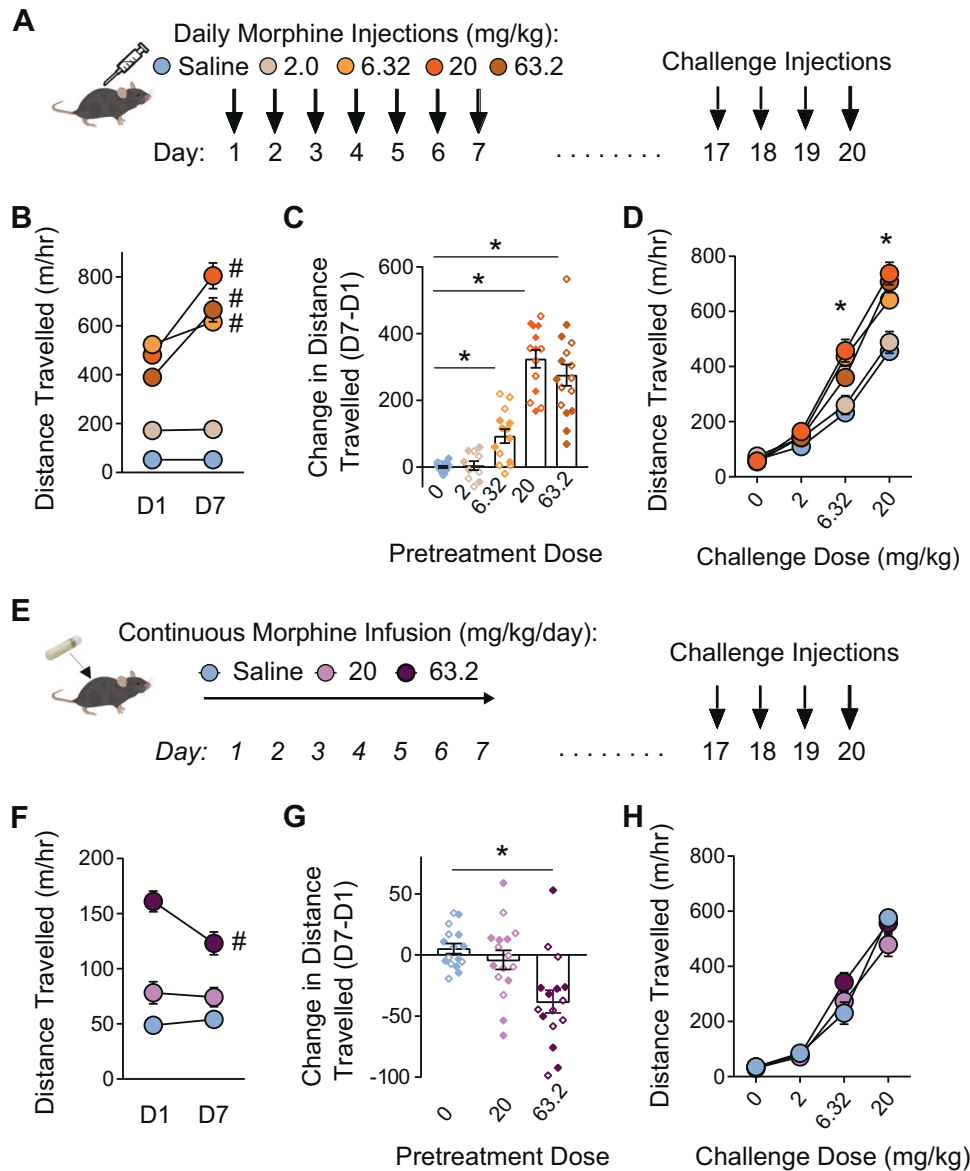 A
Daily Morphine Injections (mg/kg):
Saline 2.0 6.32 20 63.2
Challenge Injections
Day: 1 2 3 4 5 6 7 . . . . . . . . 17 18 19 20
B
Distance Travelled (m/hr)
800
600
400
200
0
# 
#
#
D1 D7
C
Change in Distance
Travelled (D7-D1)
600
400
200
0
*
*
*
0 2 6.32 20 63.2
Pretreatment Dose
D
Distance Travelled (m/hr)
800
600
400
200
0
* *
0 2 6.32 20
Challenge Dose (mg/kg)
E
Continuous Morphine Infusion (mg/kg/day):
Saline 20 63.2
Challenge Injections
Day: 1 2 3 4 5 6 7 . . . . . . . . 17 18 19 20
F
Distance Travelled (m/hr)
200
150
100
50
0
#
D1 D7
G
Change in Distance
Travelled (D7-D1)
50
0
-50
-100
*
0 20 63.2
Pretreatment Dose
H
Distance Travelled (m/hr)
800
600
400
200
0
0 2 6.32 20
Challenge Dose (mg/kg)